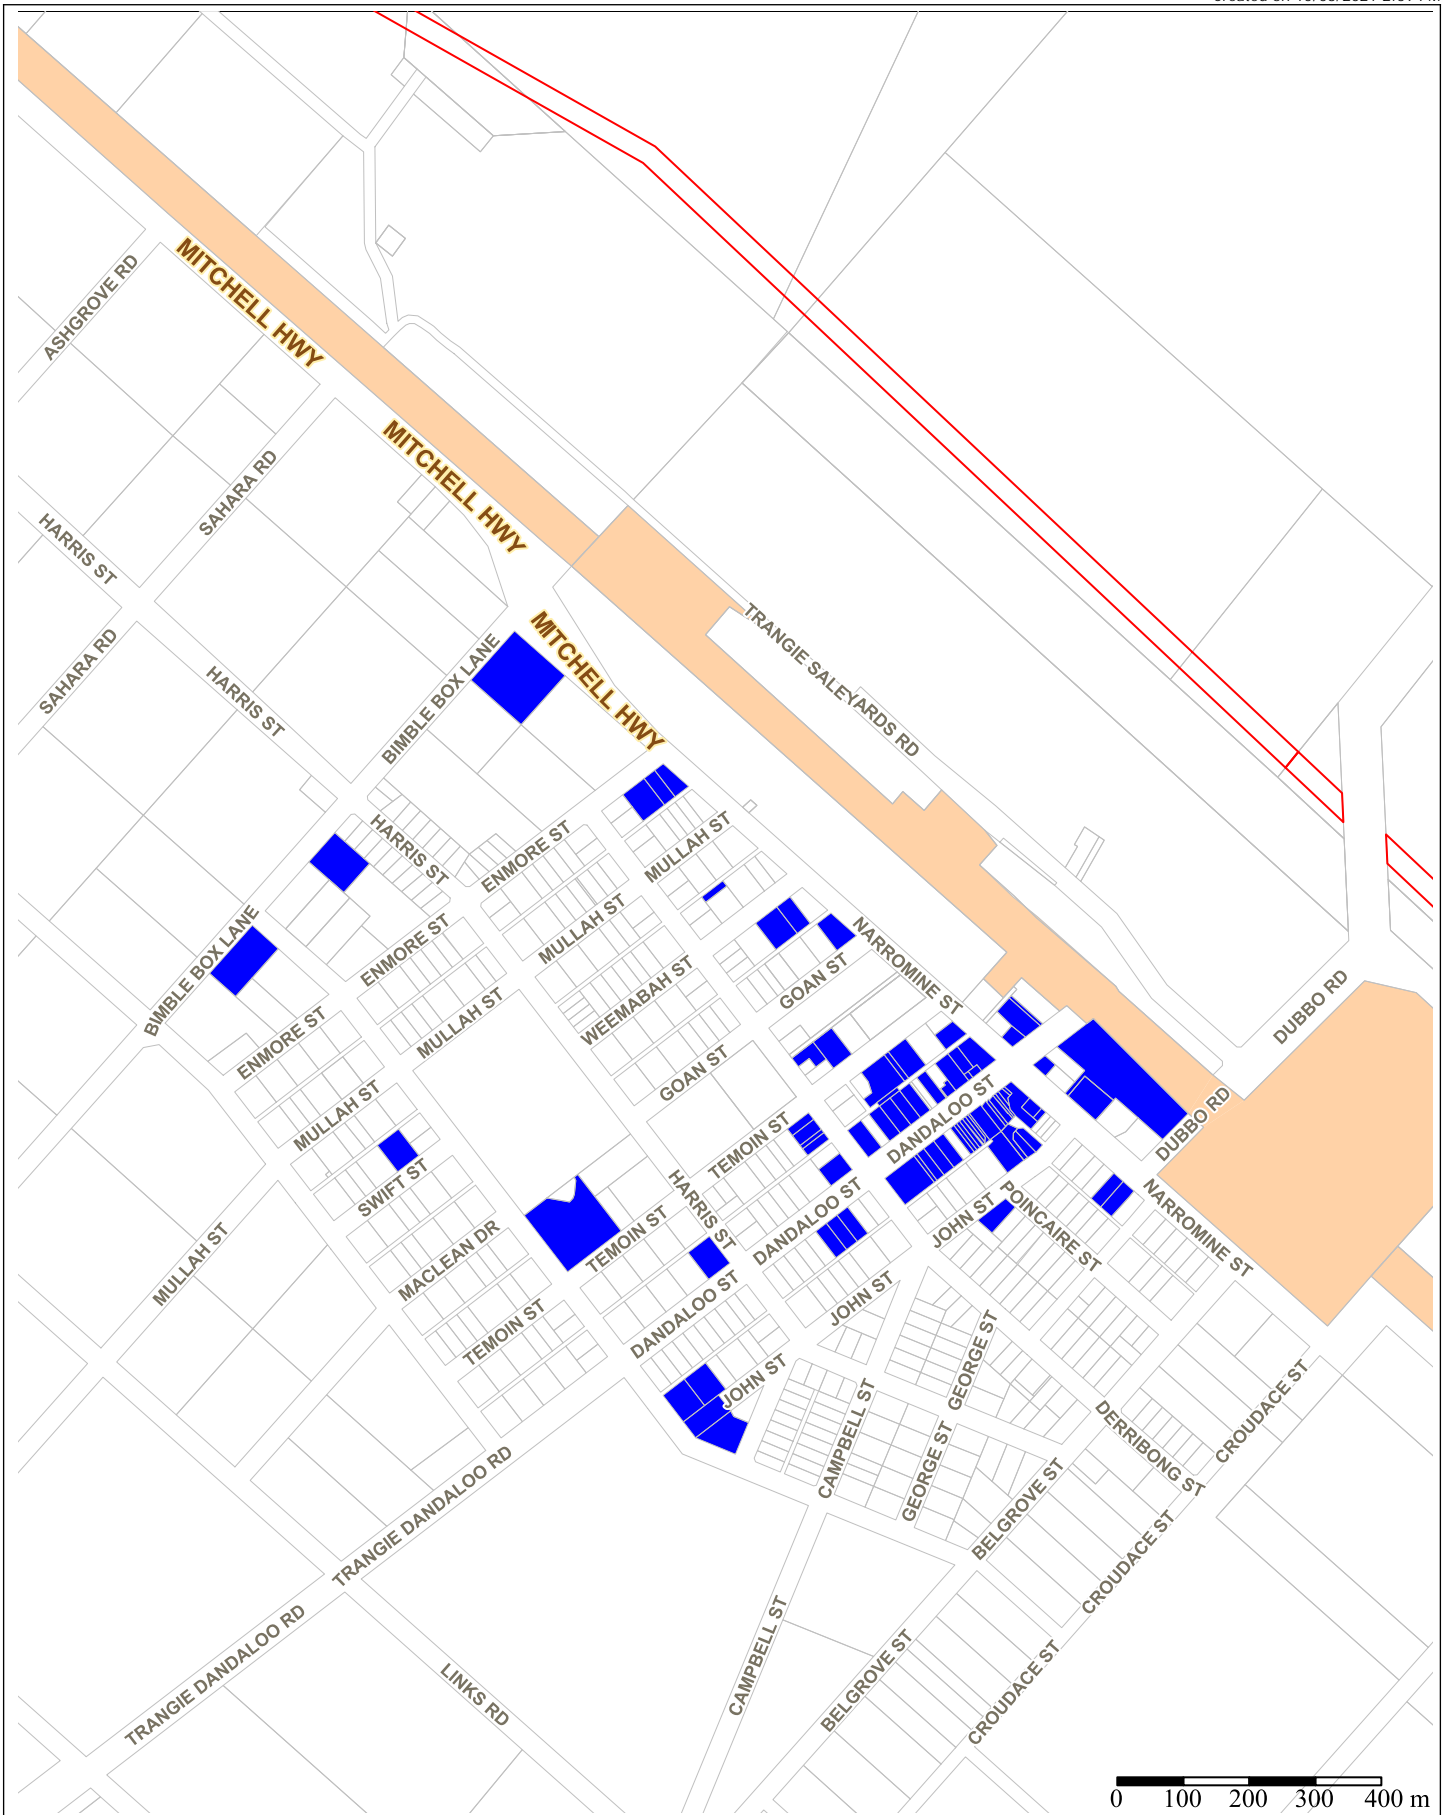 MITCHELL HWY
ASHGROVE RD
MITCHELL HWY
SAHARA RD
HARRIS ST
MITCHELL HWY
TRANGIE SALEYARDS RD
SAHARA RD
HARRIS ST
BIMBLE BOX LANE
HARRIS ST
ENMORE ST
MULLAH ST
BIMBLE BOX LANE
ENMORE ST
MULLAH ST
NARROMINE ST
GOAN ST
WEEMABAH ST
DUBBO RD
ENMORE ST
MULLAH ST
GOAN ST
MULLAH ST
DANDALOO ST
DUBBO RD
TEMOIN ST
SWIFT ST
HARRIS ST
DANDALOO ST
JOHN ST
POINCAIRE ST
NARROMINE ST
MULLAH ST
MACLEAN DR
TEMOIN ST
DANDALOO ST
JOHN ST
TEMOIN ST
GEORGE ST
JOHN ST
CAMPBELL ST
GEORGE ST
DERRIBONG ST
CROUDACE ST
TRANGIE DANDALOO RD
BELGROVE ST
CROUDACE ST
TRANGIE DANDALOO RD
LINKS RD
CAMPBELL ST
BELGROVE ST
CROUDACE ST
0 100 200 300 400 m